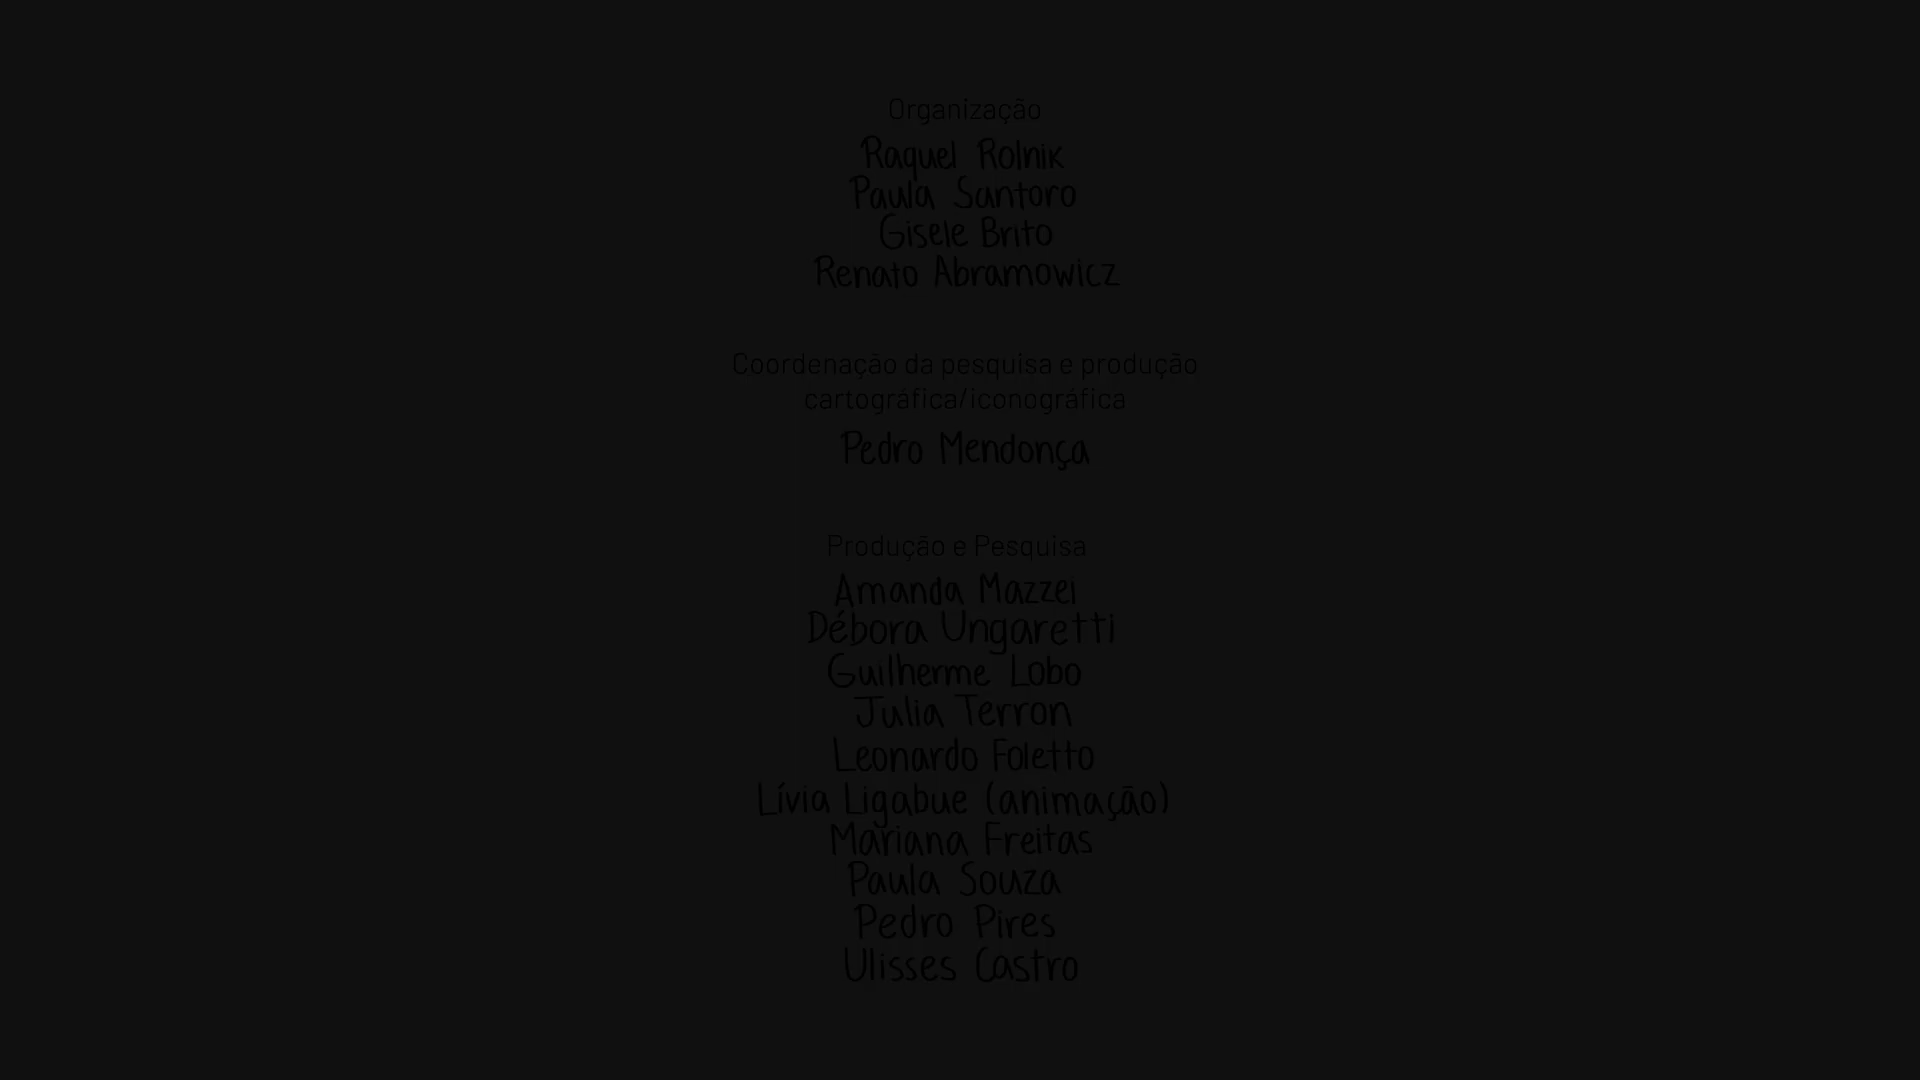 Organização
Raquel Rolnik
Paula Santoro
Gisele Brito
Renato Abramowicz
Coordenação da pesquisa e produção
cartográfica/iconográfica
Pedro Mendonça
Produção e Pesquisa
Amanda Mazzei
Débora Ungaretti
Guilherme Lobo
Julia Terron
Leonardo Foletto
Lívia Ligabue (animação)
Mariana Freitas
Paula Souza
Pedro Pires
Ulisses Castro